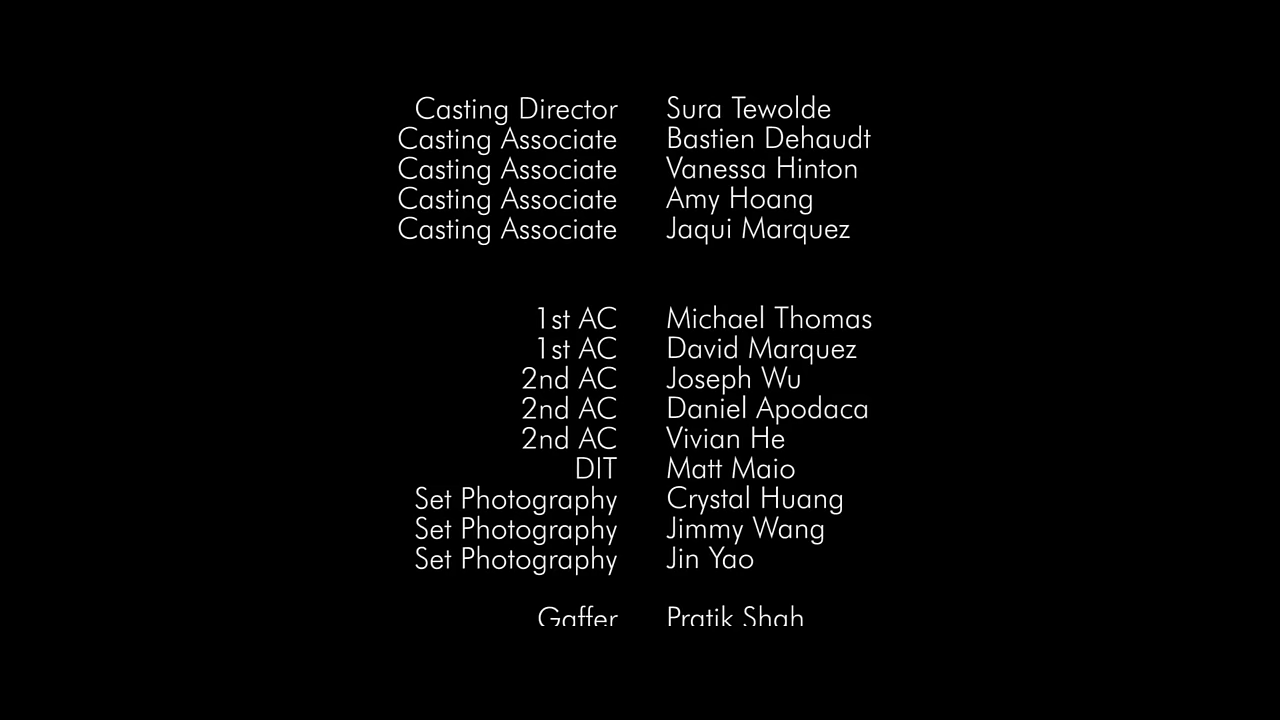 Casting Director Sura Tewolde
Casting Associate Bastien Dehaudt
Casting Associate Vanessa Hinton
Casting Associate Amy Hoang
Casting Associate Jaqui Marquez
1st AC Michael Thomas
1st AC David Marquez
2nd AC Joseph Wu
2nd AC Daniel Apodaca
2nd AC Vivian He
DIT Matt Maio
Set Photography Crystal Huang
Set Photography Jimmy Wang
Set Photography Jin Yao
Gaffer Pratik Shah